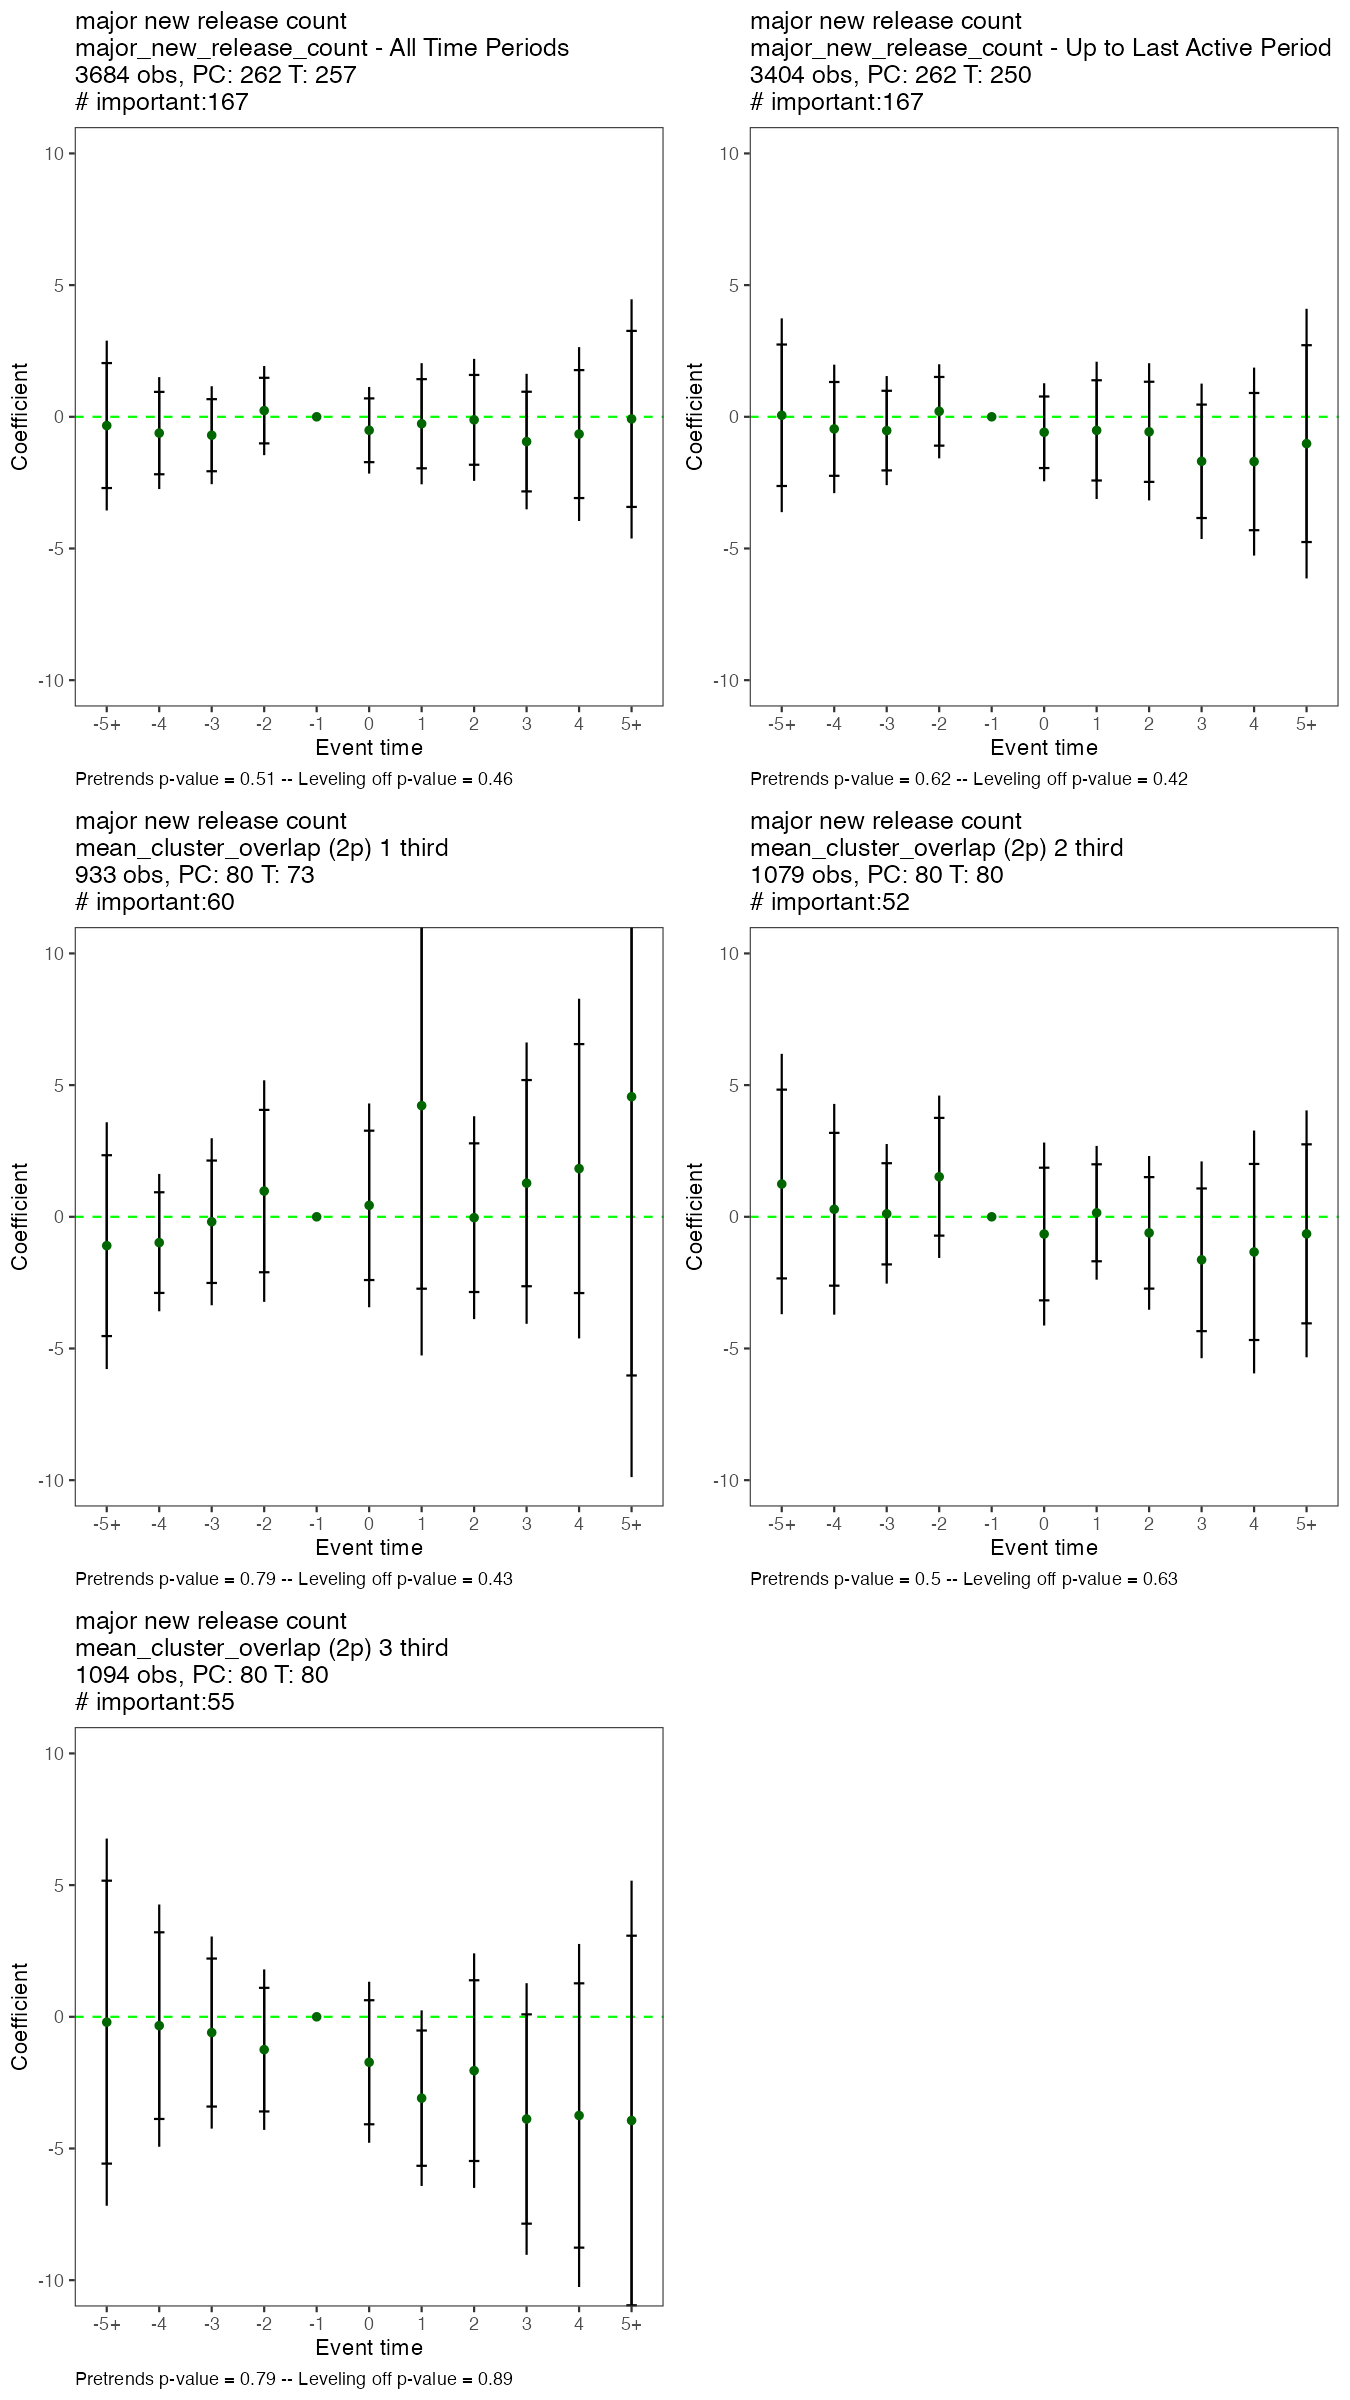 major new release count
major_new_release_count - All Time Periods
3684 obs, PC: 262 T: 257
# important:167
10
5
0
-5
-10
Coefficient
-5+ -4 -3 -2 -1 0 1 2 3 4 5+
Event time
Pretrends p-value = 0.51 -- Leveling off p-value = 0.46
major new release count
major_new_release_count - Up to Last Active Period
3404 obs, PC: 262 T: 250
# important:167
10
5
0
-5
-10
Coefficient
-5+ -4 -3 -2 -1 0 1 2 3 4 5+
Event time
Pretrends p-value = 0.62 -- Leveling off p-value = 0.42
major new release count
mean_cluster_overlap (2p) 1 third
933 obs, PC: 80 T: 73
# important:60
10
5
0
-5
-10
Coefficient
-5+ -4 -3 -2 -1 0 1 2 3 4 5+
Event time
Pretrends p-value = 0.79 -- Leveling off p-value = 0.43
major new release count
mean_cluster_overlap (2p) 2 third
1079 obs, PC: 80 T: 80
# important:52
10
5
0
-5
-10
Coefficient
-5+ -4 -3 -2 -1 0 1 2 3 4 5+
Event time
Pretrends p-value = 0.5 -- Leveling off p-value = 0.63
major new release count
mean_cluster_overlap (2p) 3 third
1094 obs, PC: 80 T: 80
# important:55
10
5
0
-5
-10
Coefficient
-5+ -4 -3 -2 -1 0 1 2 3 4 5+
Event time
Pretrends p-value = 0.79 -- Leveling off p-value = 0.89